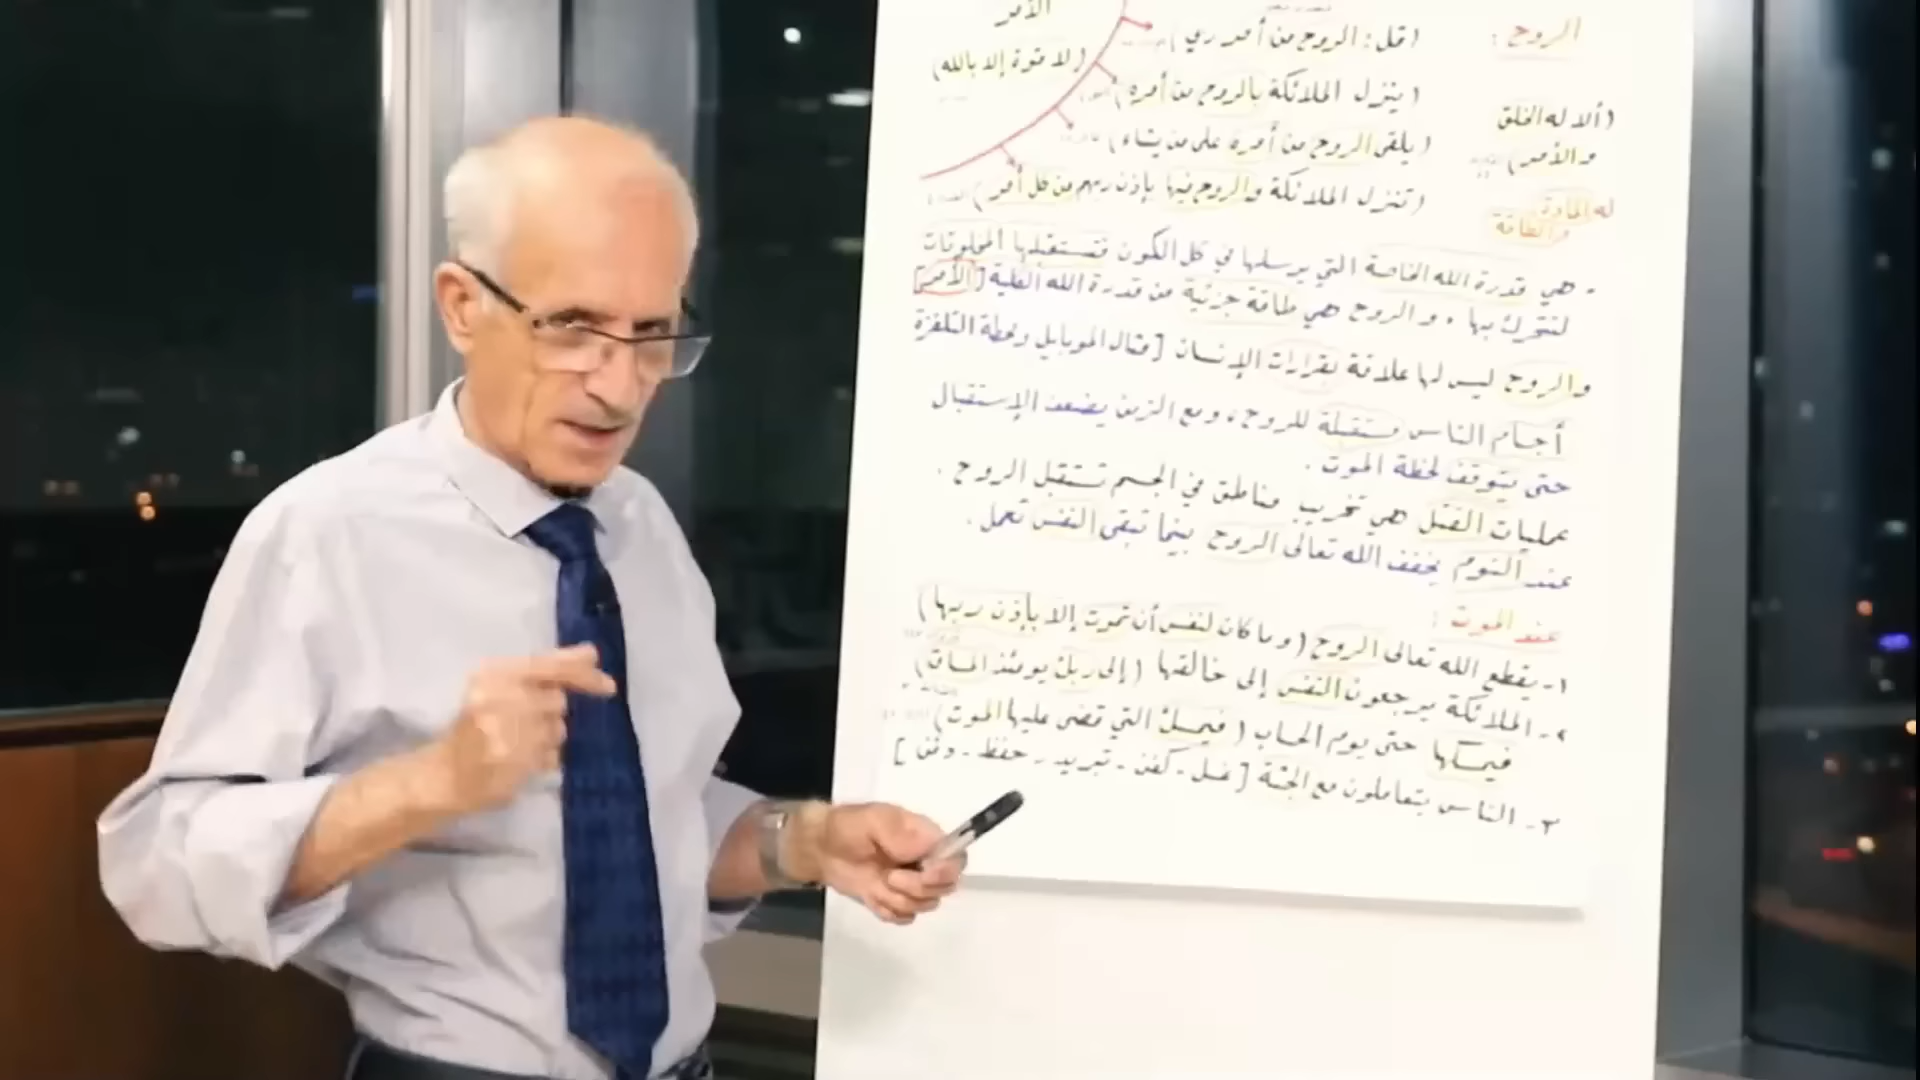 الأمر
(لا قوة إلا بالله)
الروح :
(ألا له الخلق
والأمر)
له المادة
والطاقة
(قل : الروح من أمر ربي)
(ينزل الملائكة بالروح من أمره)
(يلقي الروح من أمره على من يشاء)
(تنزل الملائكة والروح فيها بإذن ربهم من كل أمر)
- هي قدرة الله الخاصة التي يرسلها في كل الكون فتستقبلها المخلوقات
لتتحرك بها . و الروح هي طاقة جزئية من قدرة الله الكلية [الأمر]
والروح ليس لها علاقة بقرارات الإنسان [مثال الموبايل ومحطة التلفزة
أجسام الناس مستقبلة للروح ، ومع الزمن يضعف الإستقبال
حتى يتوقف لحظة الموت .
عمليات القتل هي تخريب مناطق في الجسم تستقبل الروح .
عند النوم يخفف الله تعالى الروح بينما تبقى النفس تعمل .
عند الموت :
١- يقطع الله تعالى الروح (وما كان لنفس أن تموت إلا بإذن ربها)
٢- الملائكة يرجعون النفس إلى خالقها (إلى ربك يومئذ المساق)
فيمسكها حتى يوم الحساب (فيمسك التي قضى عليها الموت)
٣- الناس يتعاملون مع الجثة [غسل - كفن - تبريد - حفظ - دفن]